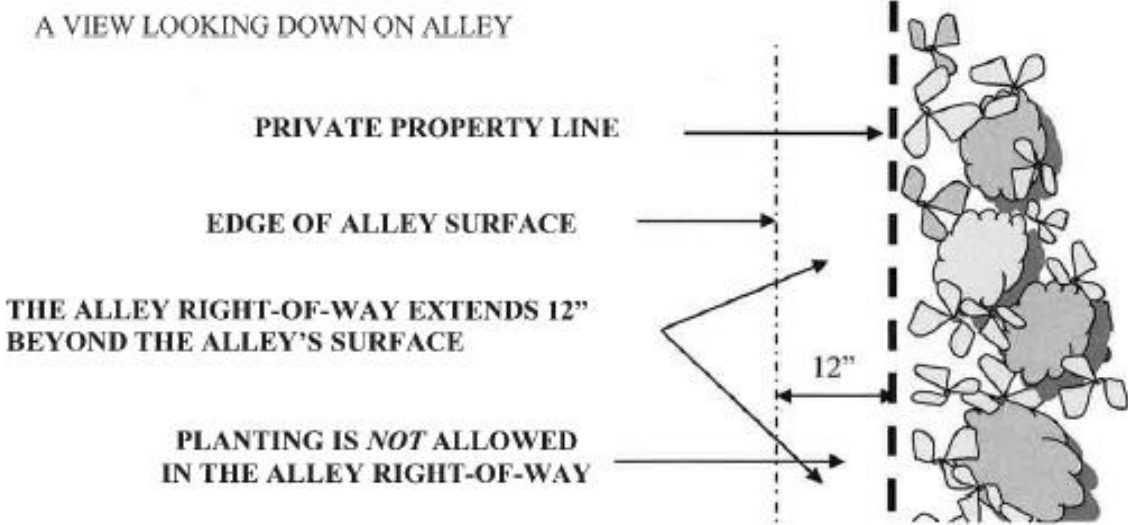 A VIEW LOOKING DOWN ON ALLEY
PRIVATE PROPERTY LINE
EDGE OF ALLEY SURFACE
THE ALLEY RIGHT-OF-WAY EXTENDS 12”
BEYOND THE ALLEY’S SURFACE
12”
PLANTING IS NOT ALLOWED
IN THE ALLEY RIGHT-OF-WAY